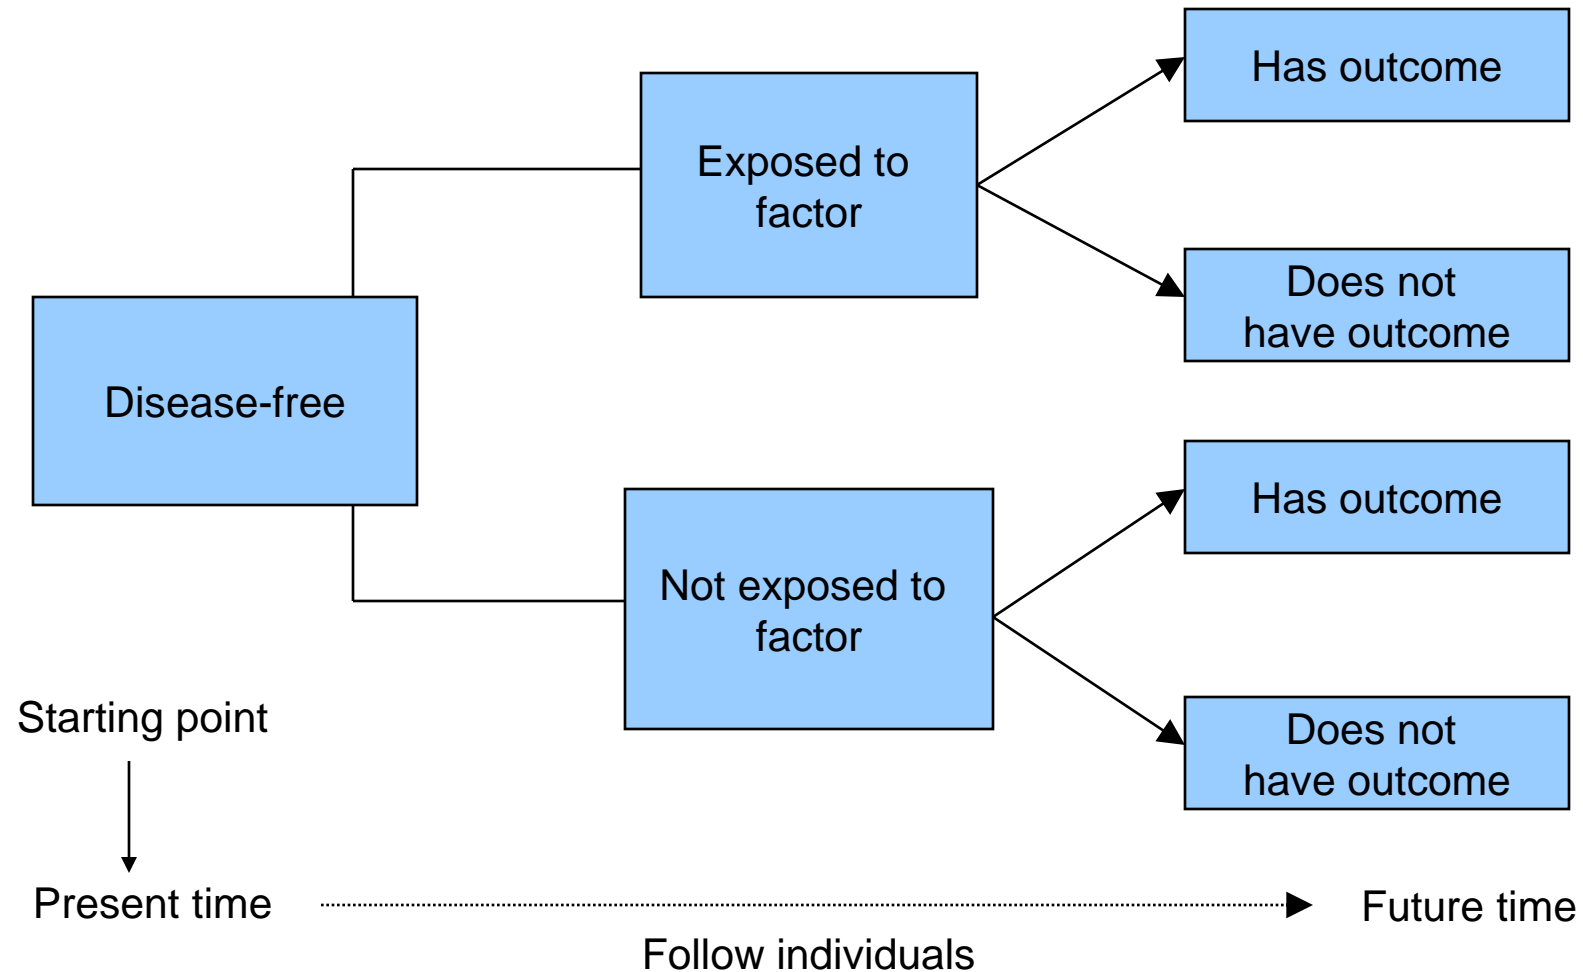 Has outcome
Exposed to
factor
Does not
have outcome
Disease-free
Has outcome
Not exposed to
factor
Does not
have outcome
Starting point
Present time
Future time
Follow individuals